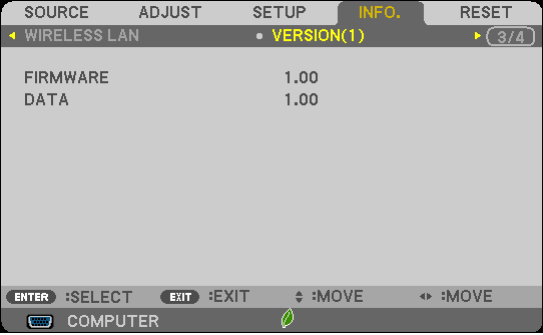 SOURCE ADJUST SETUP INFO. RESET
WIRELESS LAN VERSION(1) 3/4
FIRMWARE 1.00
DATA 1.00
ENTER :SELECT EXIT :EXIT :MOVE :MOVE
COMPUTER